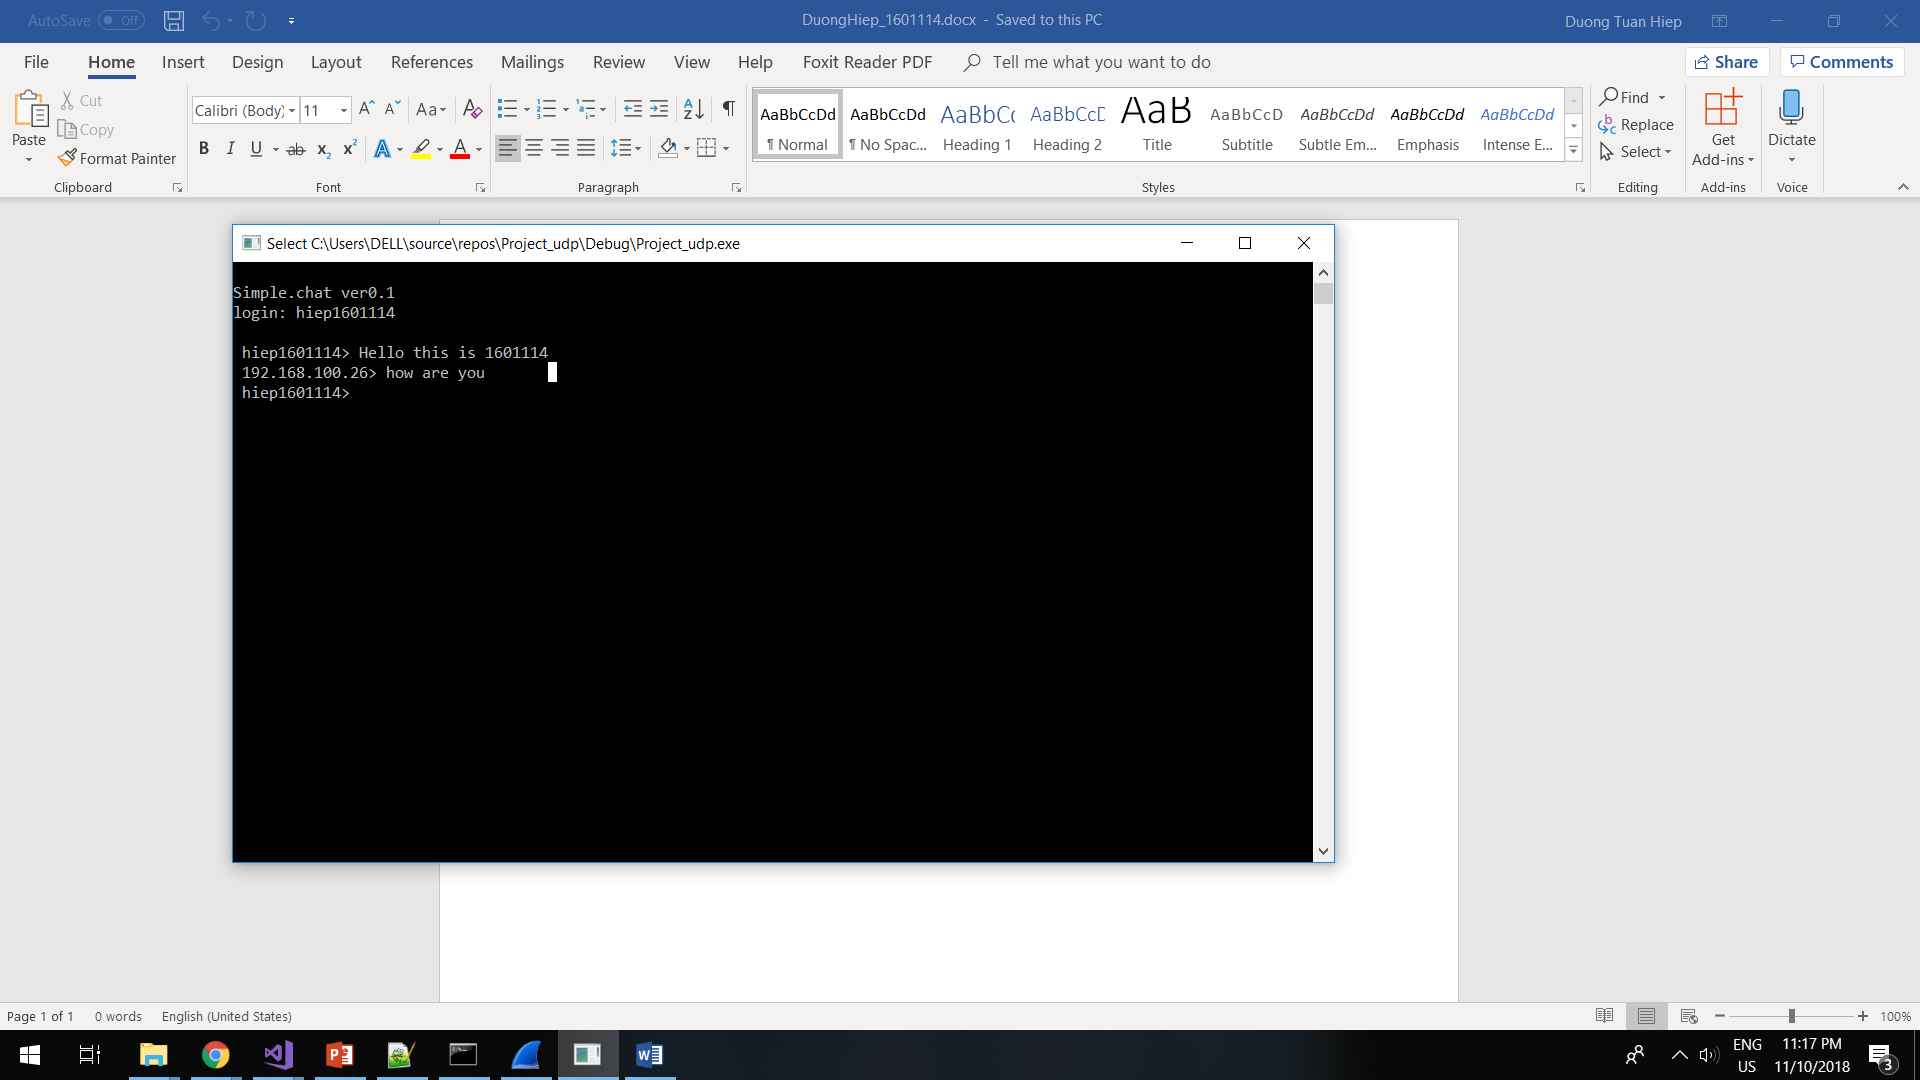 AutoSave Off
DuongHiep_1601114.docx - Saved to this PC
Duong Tuan Hiep
File Home Insert Design Layout References Mailings Review View Help Foxit Reader PDF Tell me what you want to do
Share Comments
Paste
Cut
Copy
Format Painter
Clipboard
Calibri (Body) 11
Font
Paragraph
AaBbCcDd AaBbCcDd AaBbCc AaBbCcD AaB AaBbCcD AaBbCcDd AaBbCcDd AaBbCcDd
¶ Normal ¶ No Spac... Heading 1 Heading 2 Title Subtitle Subtle Em... Emphasis Intense E...
Styles
Find
Replace
Select
Editing
Get
Add-ins
Add-ins
Dictate
Voice
Select C:\Users\DELL\source\repos\Project_udp\Debug\Project_udp.exe
Simple.chat ver0.1
login: hiep1601114
hiep1601114> Hello this is 1601114
192.168.100.26> how are you
hiep1601114>
Page 1 of 1 0 words English (United States)
100%
ENG
US
11:17 PM
11/10/2018
3